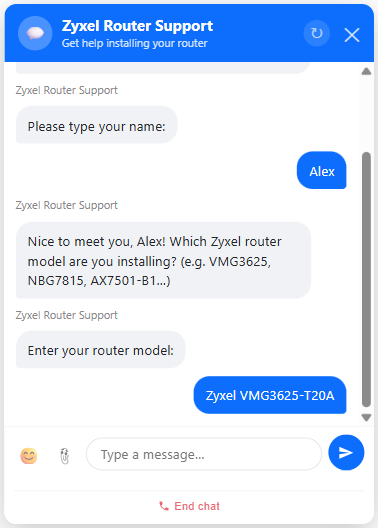 Zyxel Router Support
Get help installing your router
Zyxel Router Support
Please type your name:
Alex
Zyxel Router Support
Nice to meet you, Alex! Which Zyxel router
model are you installing? (e.g. VMG3625,
NBG7815, AX7501-B1...)
Zyxel Router Support
Enter your router model:
Zyxel VMG3625-T20A
Type a message...
End chat